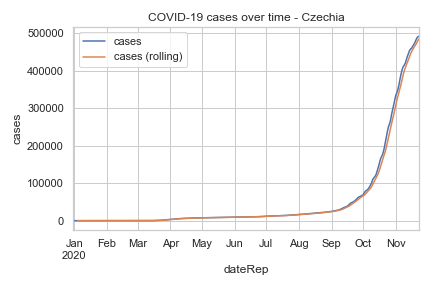 COVID-19 cases over time - Czechia
cases
cases (rolling)
500000
400000
300000
200000
100000
0
cases
Jan Feb Mar Apr May Jun Jul Aug Sep Oct Nov
2020
dateRep